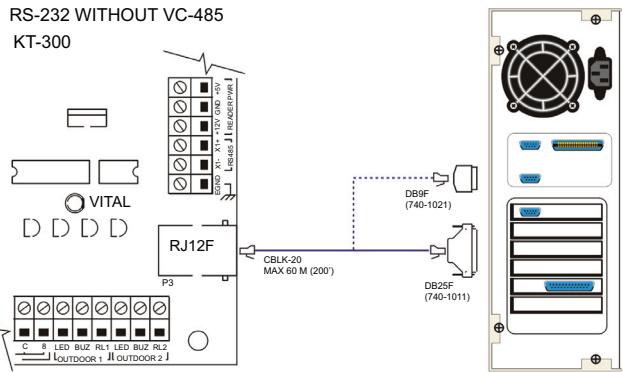 RS-232 WITHOUT VC-485
KT-300
+5V
GND
+12V
X1+
X1-
EGND
READER PWR
RS485
VITAL
RJ12F
P3
CBLK-20
MAX 60 M (200')
DB9F
(740-1021)
DB25F
(740-1011)
C 8 LED BUZ RL1 LED BUZ RL2
OUTDOOR 1 OUTDOOR 2